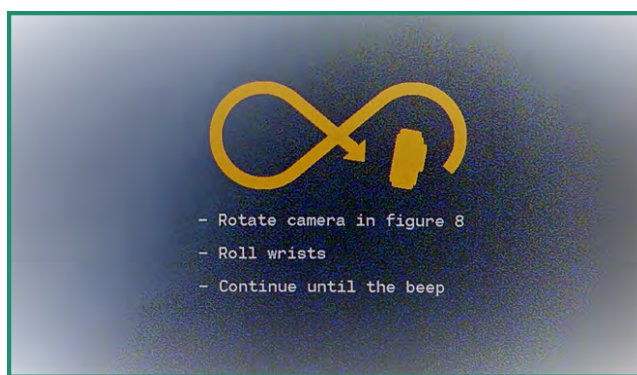 - Rotate camera in figure 8
- Roll wrists
- Continue until the beep